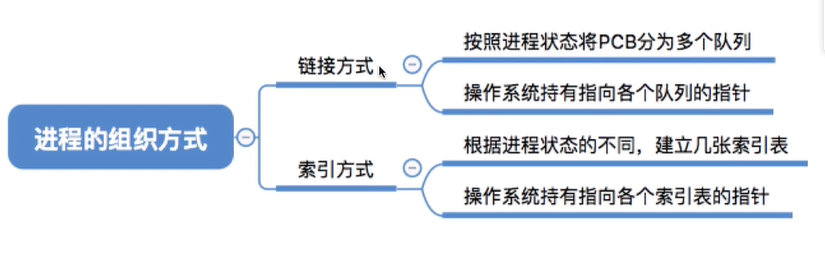 进程的组织方式
链接方式
按照进程状态将PCB分为多个队列
操作系统持有指向各个队列的指针
索引方式
根据进程状态的不同，建立几张索引表
操作系统持有指向各个索引表的指针